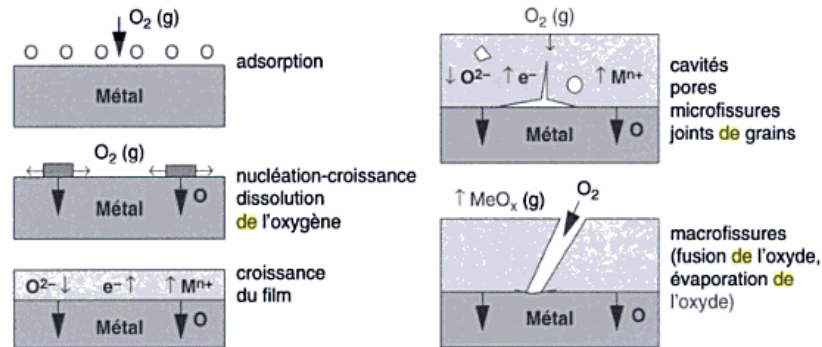 O₂ (g)
O O O O O O
adsorption
Métal
O₂ (g)
O
Métal
nucléation-croissance
dissolution
de l'oxygène
O²⁻ ↓ e⁻ ↑ ↑ Mⁿ⁺
croissance
du film
Métal
O
O₂ (g)
↓ O²⁻ ↑ e⁻ ↑ Mⁿ⁺
cavités
pores
microfissures
joints de grains
Métal
O
↑ MeOₓ (g)
O₂
macrofissures
(fusion de l'oxyde,
évaporation de
l'oxyde)
Métal
O